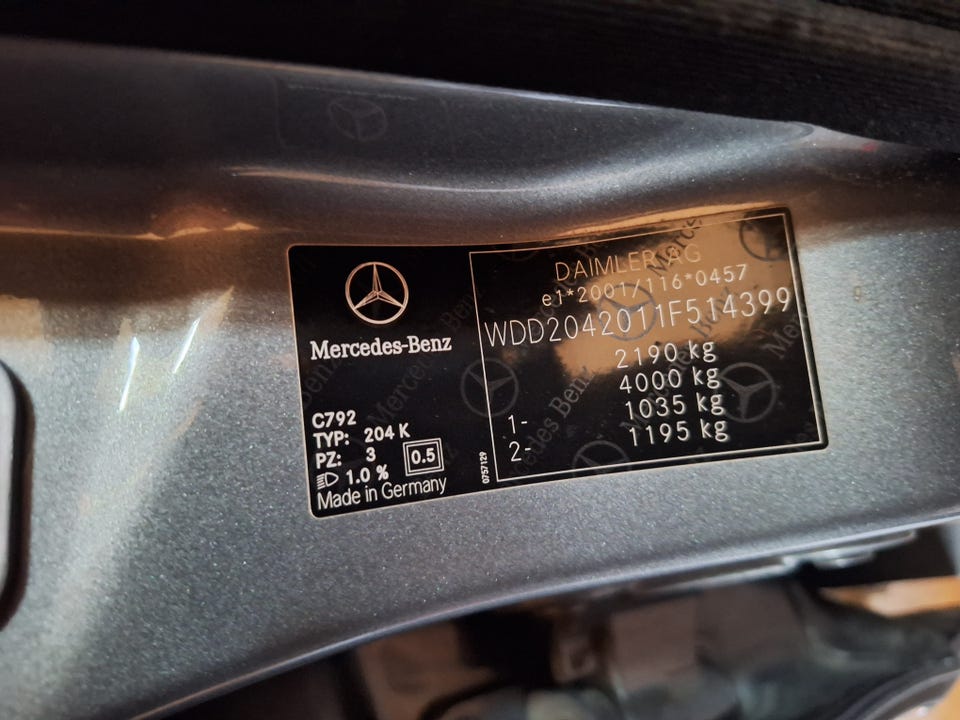 Mercedes-Benz
C792
TYP: 204 K
PZ: 3
0.5
1.0 %
Made in Germany
0757129
DAIMLER AG
e1*2001/116*0457
WDD2042011F514399
2190 kg
4000 kg
1- 1035 kg
2- 1195 kg